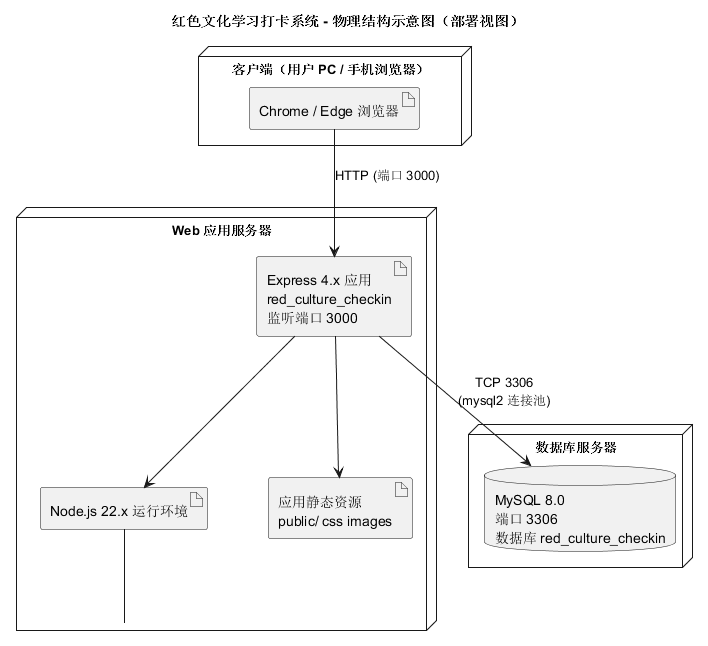 红色文化学习打卡系统 - 物理结构示意图（部署视图）
客户端（用户 PC / 手机浏览器）
Chrome / Edge 浏览器
HTTP (端口 3000)
Web 应用服务器
Express 4.x 应用
red_culture_checkin
监听端口 3000
TCP 3306
(mysql2 连接池)
数据库服务器
MySQL 8.0
端口 3306
数据库 red_culture_checkin
Node.js 22.x 运行环境
应用静态资源
public/ css images